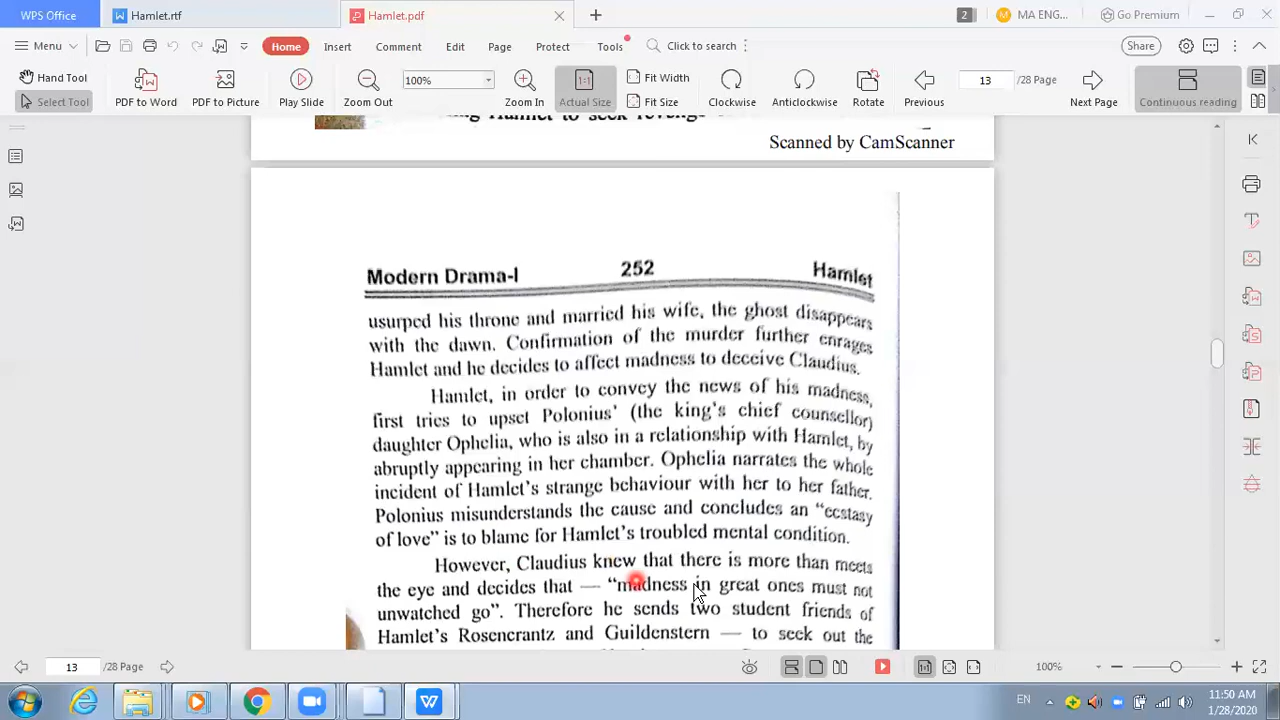 WPS Office
Hamlet.rtf
Hamlet.pdf
2
MA ENG...
Go Premium
Menu
Home
Insert
Comment
Edit
Page
Protect
Tools
Click to search
Share
Hand Tool
Select Tool
PDF to Word
PDF to Picture
Play Slide
Zoom Out
100%
Zoom In
1:1
Actual Size
Fit Width
Fit Size
Clockwise
Anticlockwise
Rotate
Previous
13
/28 Page
Next Page
Continuous reading
Hamlet to seek revenge
Scanned by CamScanner
Modern Drama-I 252 Hamlet
usurped his throne and married his wife, the ghost disappears
with the dawn. Confirmation of the murder further enrages
Hamlet and he decides to affect madness to deceive Claudius.
Hamlet, in order to convey the news of his madness,
first tries to upset Polonius' (the king's chief counsellor)
daughter Ophelia, who is also in a relationship with Hamlet, by
abruptly appearing in her chamber. Ophelia narrates the whole
incident of Hamlet's strange behaviour with her to her father.
Polonius misunderstands the cause and concludes an "ecstasy
of love" is to blame for Hamlet's troubled mental condition.
However, Claudius knew that there is more than meets
the eye and decides that — "madness in great ones must not
unwatched go". Therefore he sends two student friends of
Hamlet's Rosencrantz and Guildenstern — to seek out the
13
/28 Page
100%
EN
11:50 AM
1/28/2020